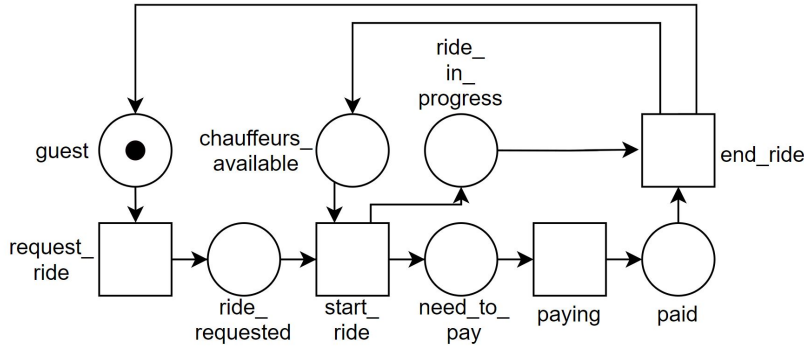 ride_
in_
progress
guest
chauffeurs_
available
end_ride
request_
ride
ride_
requested
start_
ride
need_to_
pay
paying
paid